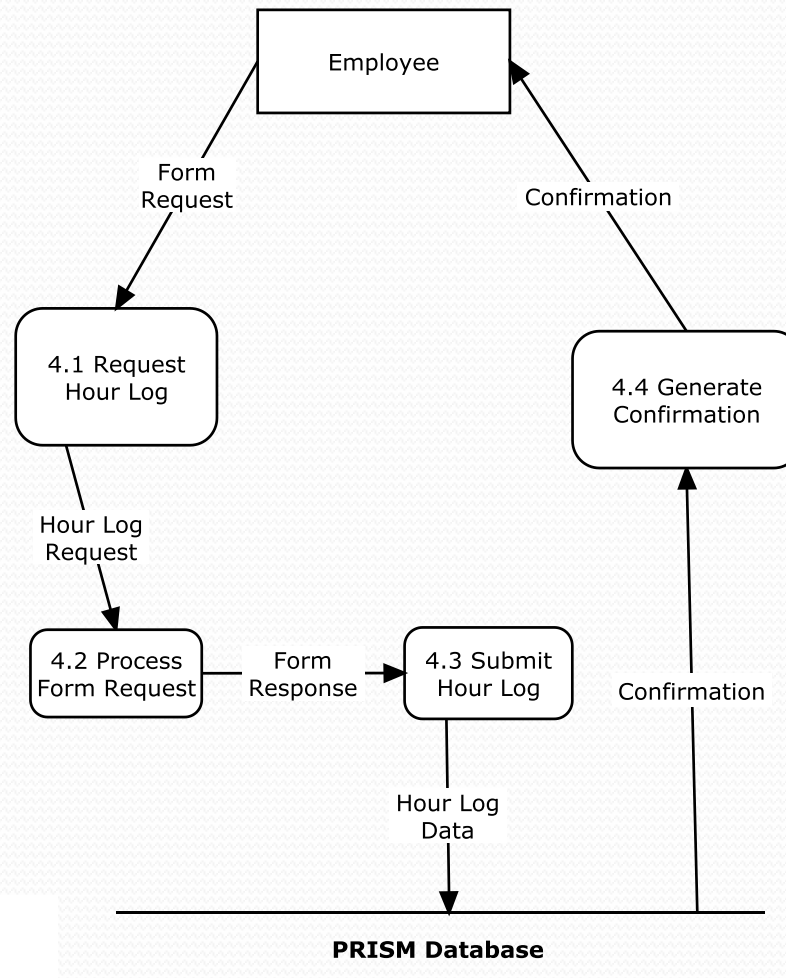 Employee
Form
Request
Confirmation
4.1 Request
Hour Log
4.4 Generate
Confirmation
Hour Log
Request
4.2 Process
Form Request
Form
Response
4.3 Submit
Hour Log
Confirmation
Hour Log
Data
PRISM Database